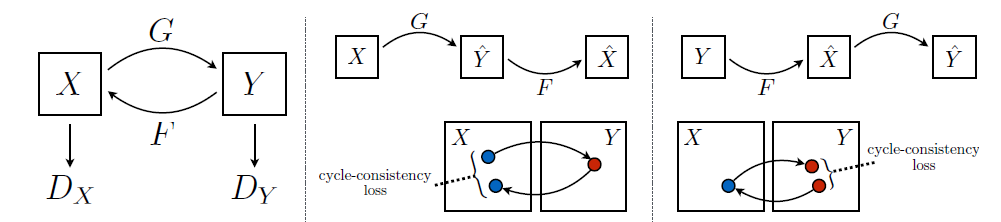 G
X
Y
F
D_X
D_Y
G
X
Ŷ
X̂
F
X
Y
cycle-consistency
loss
G
Y
X̂
Ŷ
F
X
Y
cycle-consistency
loss